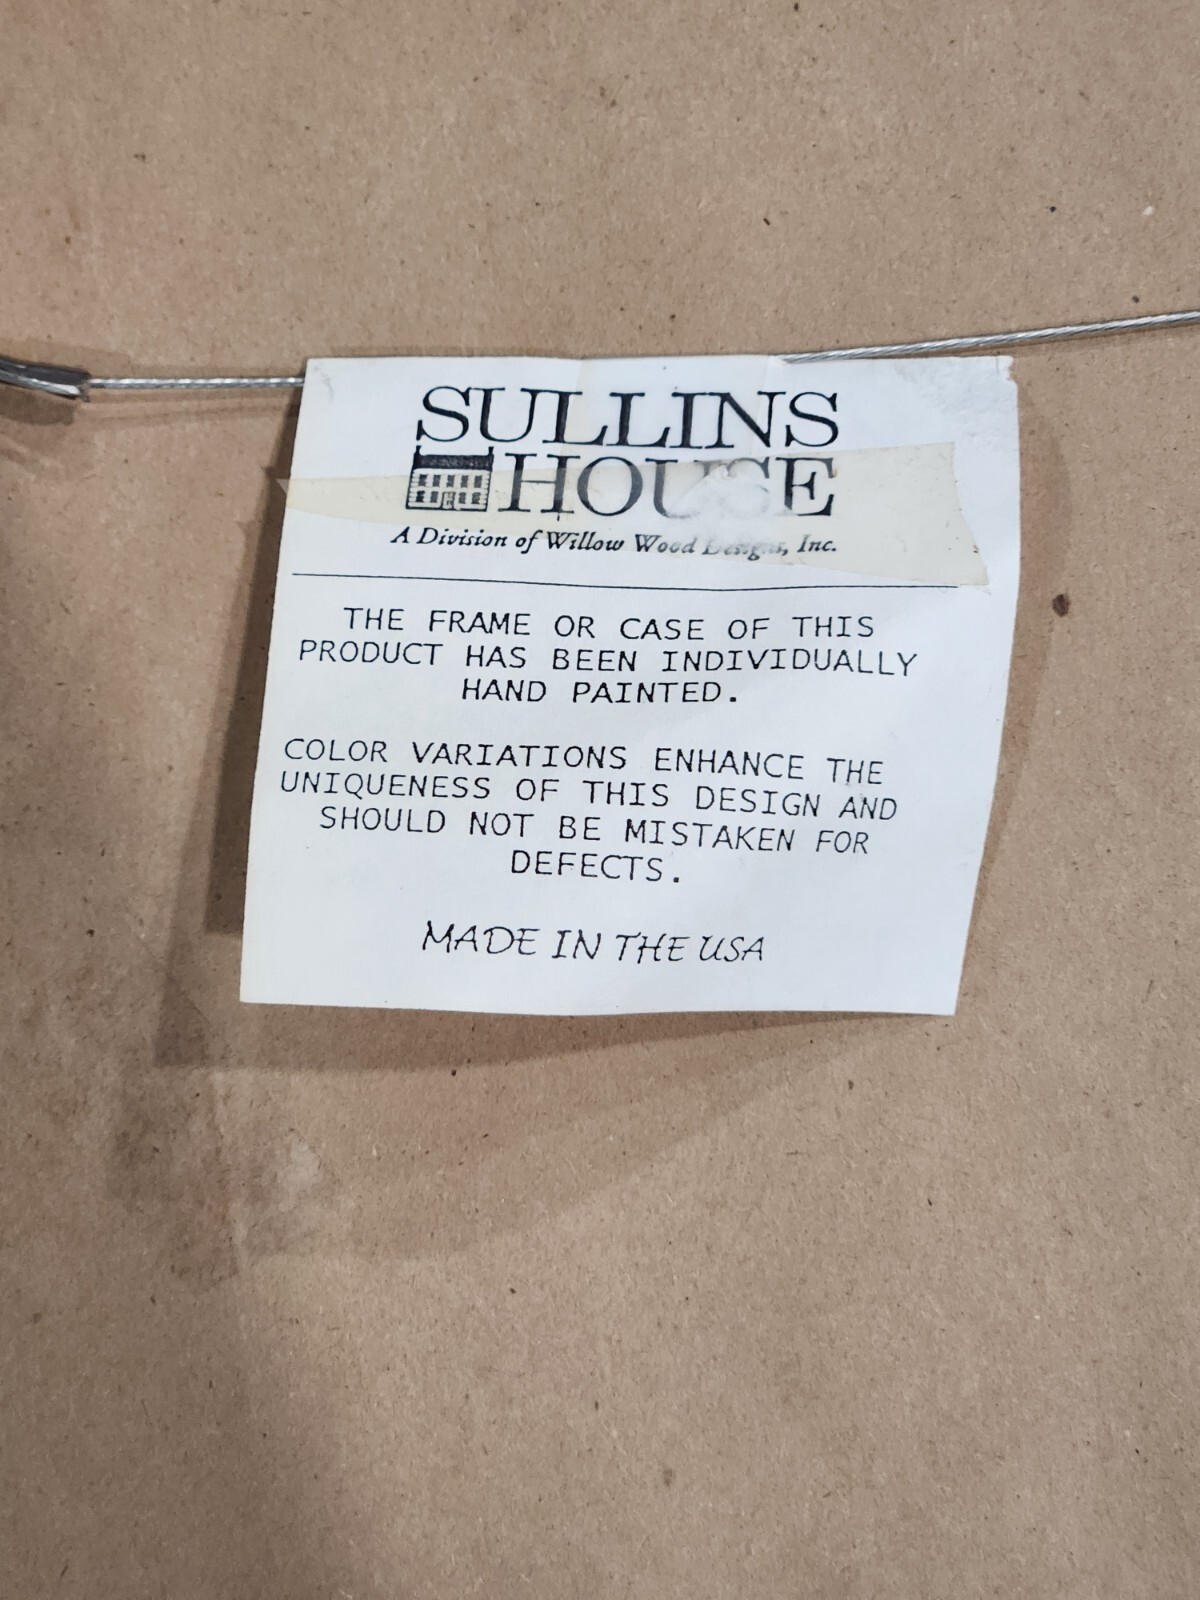 SULLINS
HOUSE
A Division of Willow Wood Designs, Inc.
THE FRAME OR CASE OF THIS
PRODUCT HAS BEEN INDIVIDUALLY
HAND PAINTED.
COLOR VARIATIONS ENHANCE THE
UNIQUENESS OF THIS DESIGN AND
SHOULD NOT BE MISTAKEN FOR
DEFECTS.
MADE IN THE USA